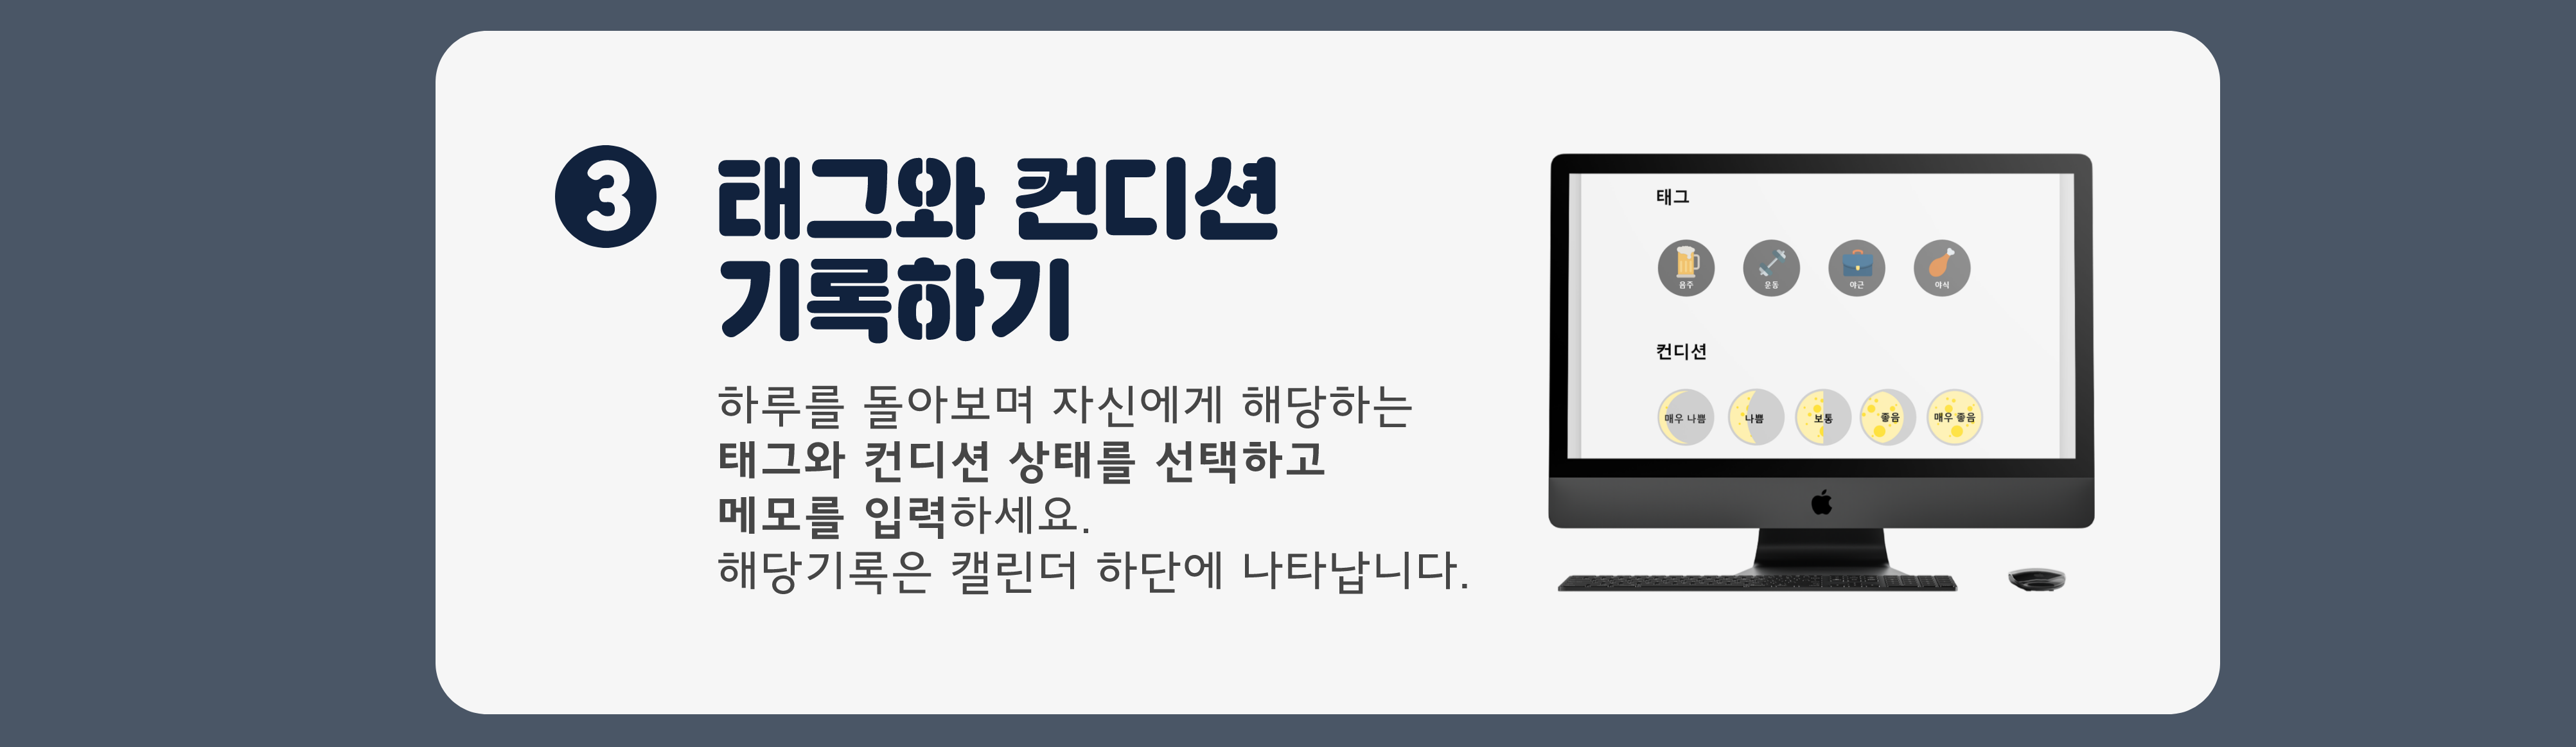 3
태그와 컨디션
기록하기
하루를 돌아보며 자신에게 해당하는
태그와 컨디션 상태를 선택하고
메모를 입력하세요.
해당기록은 캘린더 하단에 나타납니다.
태그
음주 운동 야근 야식
컨디션
매우 나쁨 나쁨 보통 좋음 매우 좋음